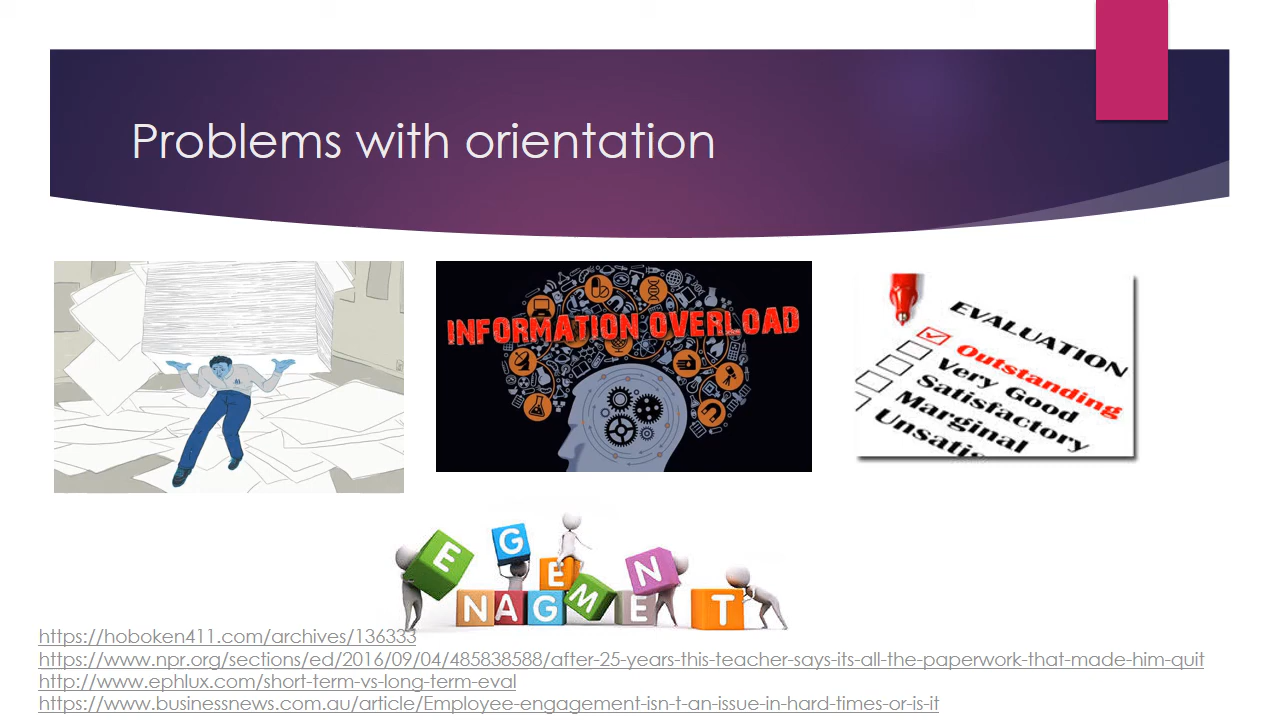 Problems with orientation
INFORMATION OVERLOAD
EVALUATION
Outstanding
Very Good
Satisfactory
Marginal
E G E N
N A G M E T
https://hoboken411.com/archives/136333
https://www.npr.org/sections/ed/2016/09/04/485838588/after-25-years-this-teacher-says-its-all-the-paperwork-that-made-him-quit
http://www.ephlux.com/short-term-vs-long-term-eval
https://www.businessnews.com.au/article/Employee-engagement-isn-t-an-issue-in-hard-times-or-is-it